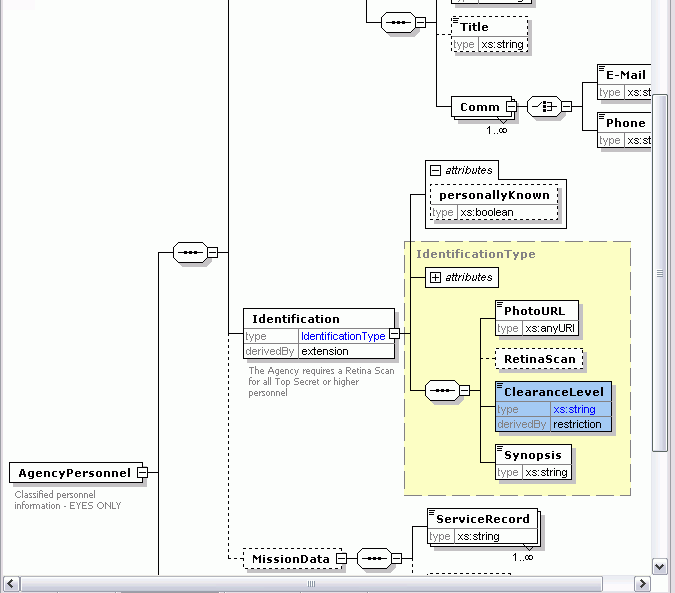 Title
type xs:string
Comm
1..∞
E-Mail
type xs:st
Phone
type xs:st
attributes
personallyKnown
type xs:boolean
IdentificationType
attributes
Identification
type IdentificationType
derivedBy extension
The Agency requires a Retina Scan
for all Top Secret or higher
personnel
PhotoURL
type xs:anyURI
RetinaScan
ClearanceLevel
type xs:string
derivedBy restriction
Synopsis
type xs:string
AgencyPersonnel
Classified personnel
information - EYES ONLY
MissionData
ServiceRecord
type xs:string
1..∞